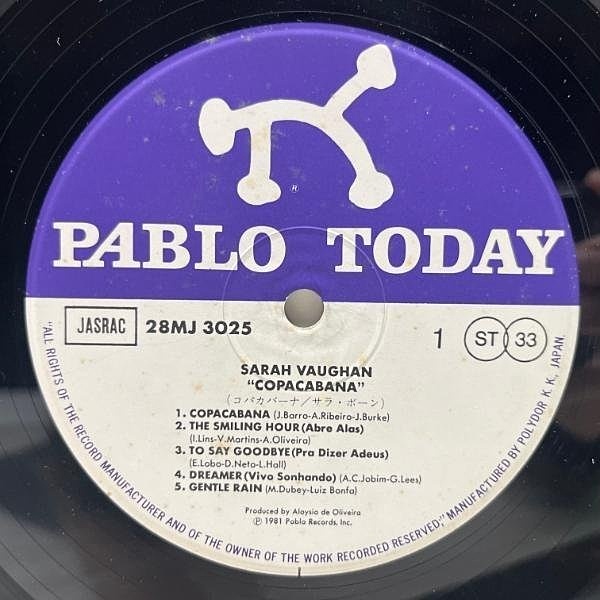 ®
PABLO TODAY
JASRAC 28MJ 3025 1 ST 33
SARAH VAUGHAN
"COPACABANA"
(コパカバーナ/サラ・ボーン)
1. COPACABANA (J.Barro-A.Ribeiro-J.Burke)
2. THE SMILING HOUR (Abre Alas)
(I.Lins-V.Martins-A.Oliveira)
3. TO SAY GOODBYE (Pra Dizer Adeus)
(E.Lobo-D.Neto-L.Hall)
4. DREAMER (Vivo Sonhando) (A.C.Jobim-G.Lees)
5. GENTLE RAIN (M.Dubey-Luiz Bonfa)
Produced by Aloysio de Oliveira
℗ 1981 Pablo Records, Inc.
"ALL RIGHTS OF THE RECORD MANUFACTURER AND OF THE OWNER OF THE WORK RECORDED RESERVED," MANUFACTURED BY POLYDOR K. K., JAPAN.